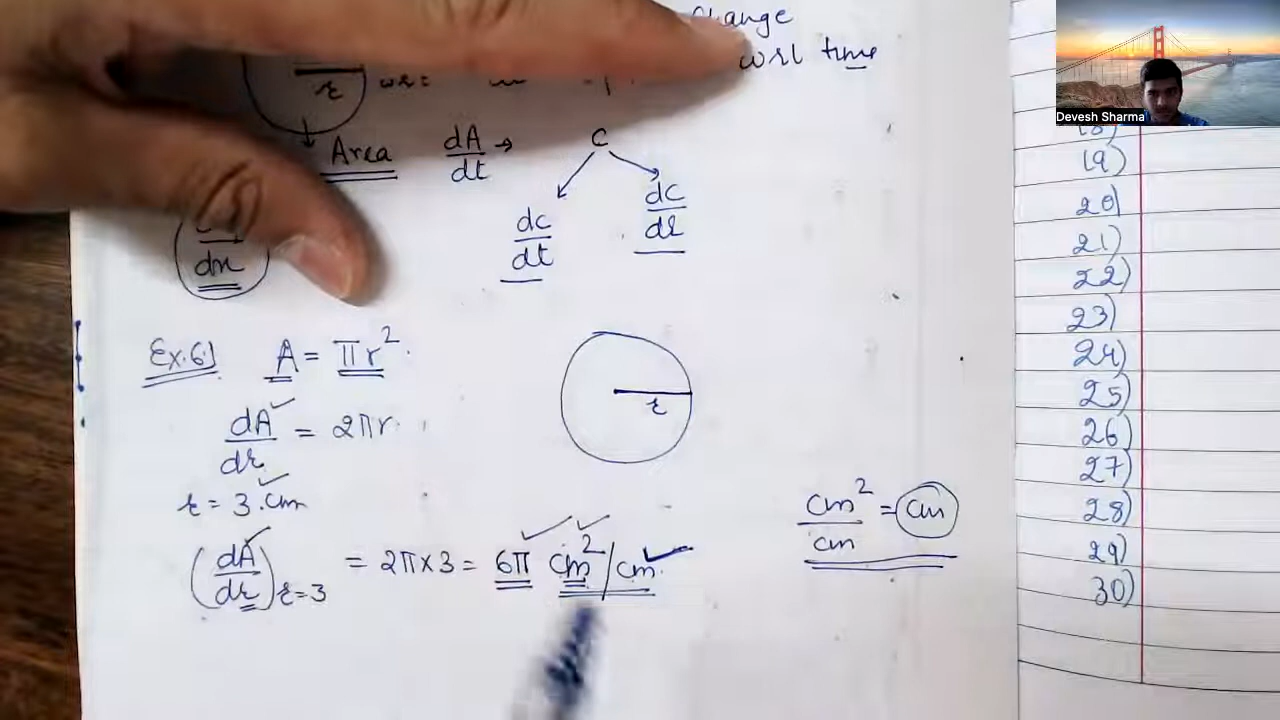 Change
wrt time
r
Area dA/dt → C
dc/dt dc/dr
dx
Ex.6) A = πr².
dA/dr = 2πr.
r = 3.cm
(dA/dr)r=3 = 2π×3 = 6π cm²/cm.
r
cm²/cm = cm
Devesh Sharma
19)
20)
21)
22)
23)
24)
25)
26)
27)
28)
29)
30)